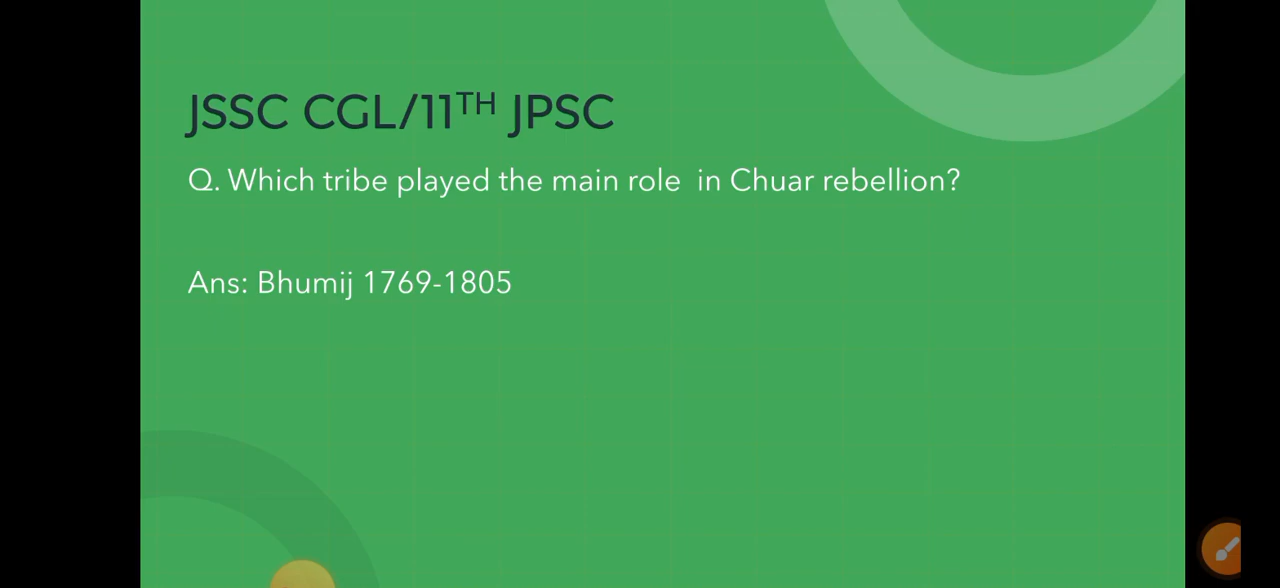 JSSC CGL/11TH JPSC
Q. Which tribe played the main role in Chuar rebellion?
Ans: Bhumij 1769-1805